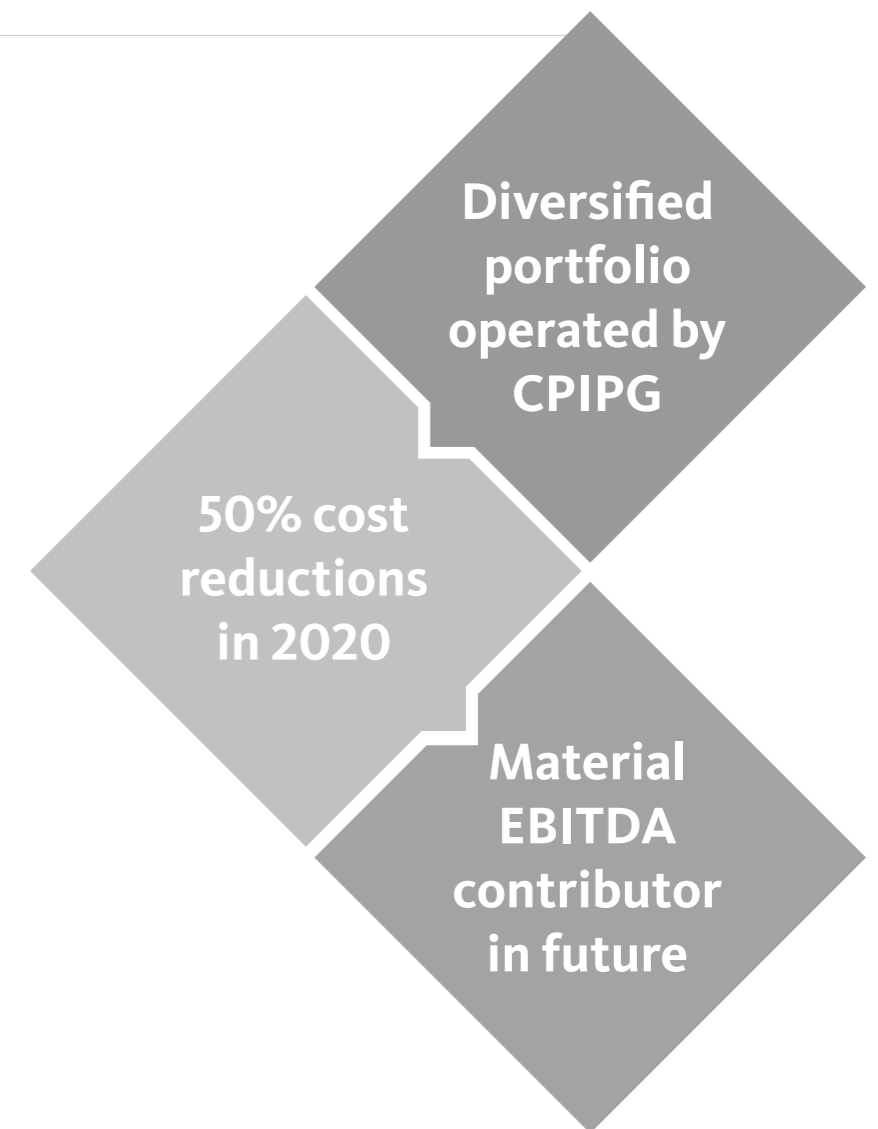 Diversified
portfolio
operated by
CPIPG
50% cost
reductions
in 2020
Material
EBITDA
contributor
in future